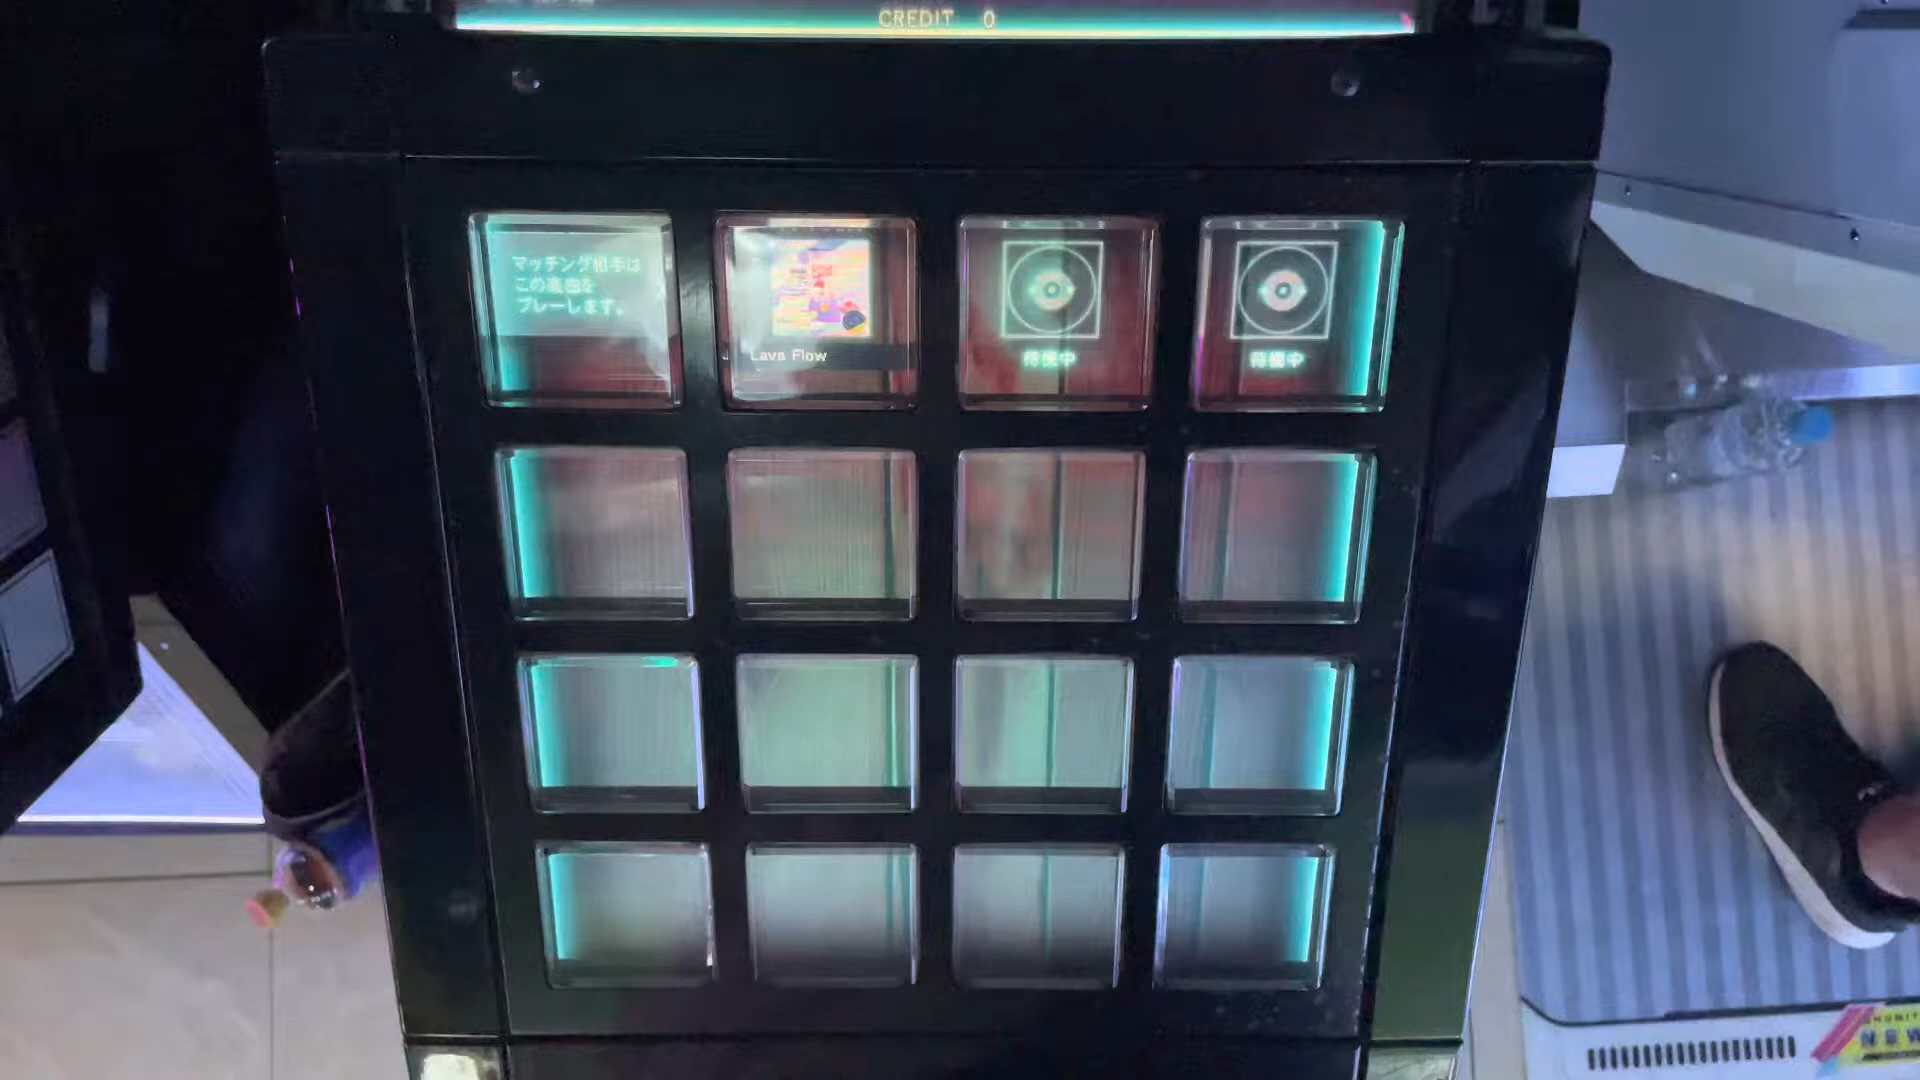 CREDIT 0
マッチング相手は
この楽曲を
プレーします。
Lava Flow
待機中
待機中
NEW